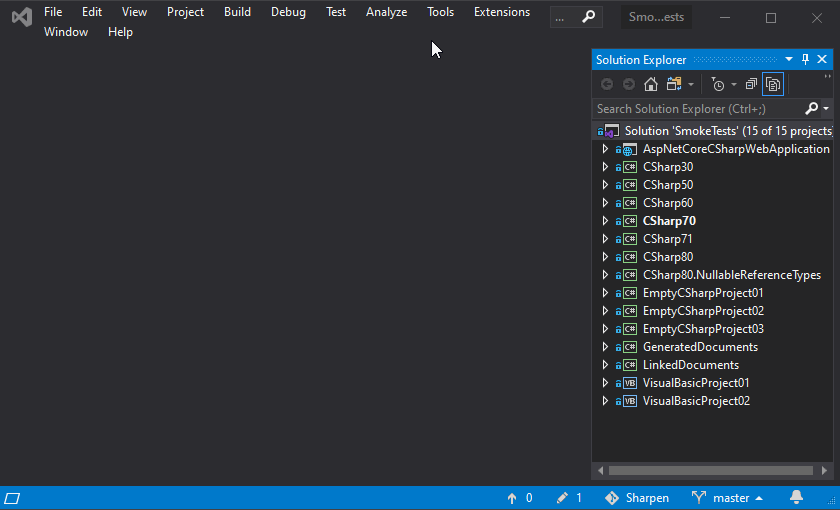 File Edit View Project Build Debug Test Analyze Tools Extensions ... Smo...ests
Window Help
Solution Explorer
Search Solution Explorer (Ctrl+;)
Solution 'SmokeTests' (15 of 15 projects)
AspNetCoreCSharpWebApplication
C# CSharp30
C# CSharp50
C# CSharp60
C# CSharp70
C# CSharp71
C# CSharp80
C# CSharp80.NullableReferenceTypes
C# EmptyCSharpProject01
C# EmptyCSharpProject02
C# EmptyCSharpProject03
C# GeneratedDocuments
C# LinkedDocuments
VB VisualBasicProject01
VB VisualBasicProject02
0 1 Sharpen master